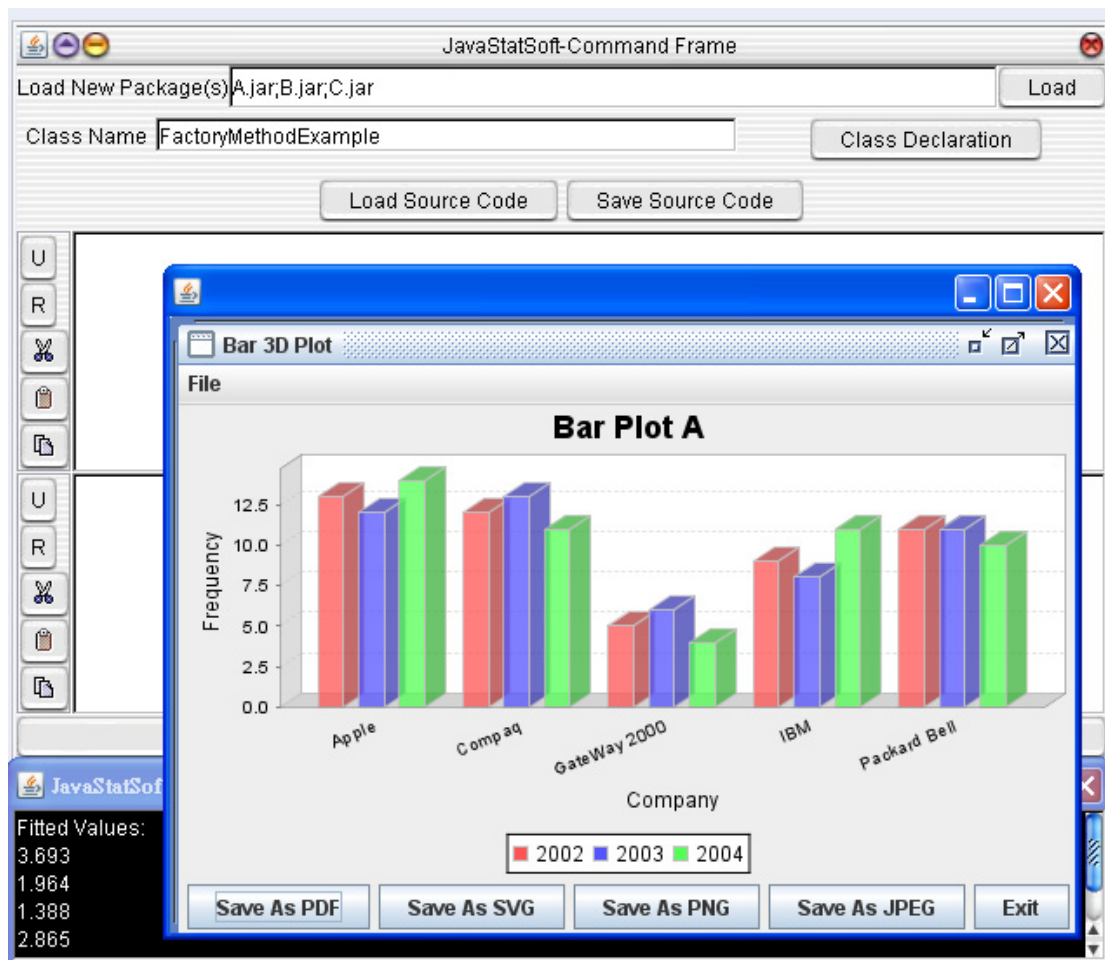 JavaStatSoft-Command Frame
Load New Package(s) A.jar;B.jar;C.jar Load
Class Name FactoryMethodExample Class Declaration
Load Source Code Save Source Code
U
R
U
R
Bar 3D Plot
File
Bar Plot A
Frequency
12.5
10.0
7.5
5.0
2.5
0.0
Apple Compaq GateWay 2000 IBM Packard Bell
Company
2002 2003 2004
Save As PDF Save As SVG Save As PNG Save As JPEG Exit
JavaStatSof
Fitted Values:
3.693
1.964
1.388
2.865